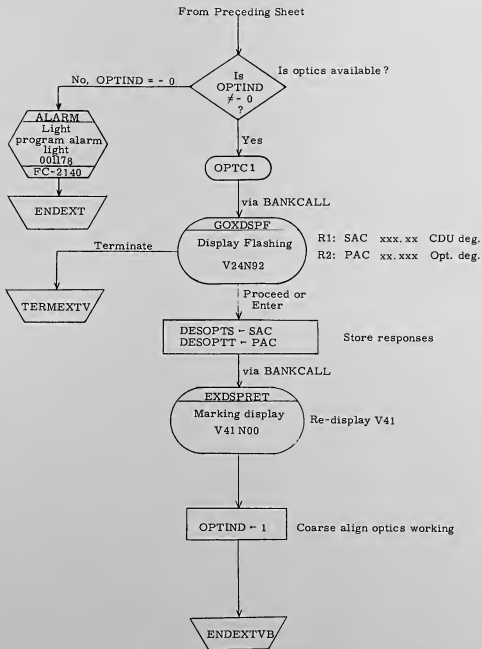 From Preceding Sheet
Is
OPTIND
≠ - 0
?
Is optics available?
No, OPTIND = - 0
ALARM
Light
program alarm
light
00117₈
FC-2140
ENDEXT
Yes
OPTC1
via BANKCALL
GOXDSPF
Display Flashing
V24N92
R1: SAC xxx.xx CDU deg.
R2: PAC xx.xxx Opt. deg.
Terminate
TERMEXTV
Proceed or
Enter
DESOPTS ← SAC
DESOPTT ← PAC
Store responses
via BANKCALL
EXDSPRET
Marking display
V41 N00
Re-display V41
OPTIND ← 1
Coarse align optics working
ENDEXTVB